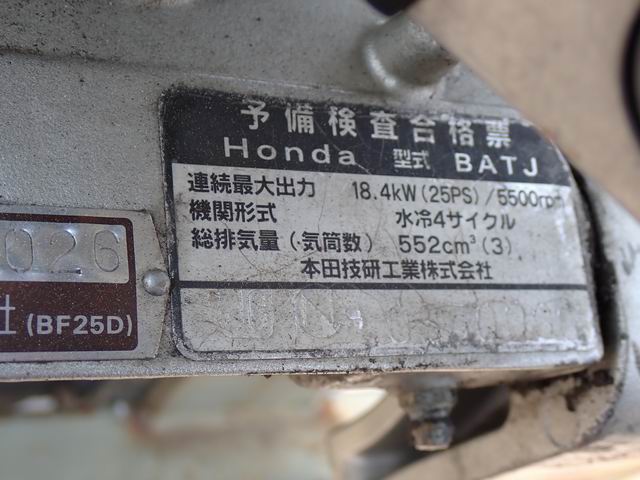 予備検査合格票
Honda 型式 BATJ
連続最大出力 18.4kW(25PS)/5500rpm
機関形式 水冷4サイクル
総排気量(気筒数) 552cm³(3)
本田技研工業株式会社
026
社(BF25D)